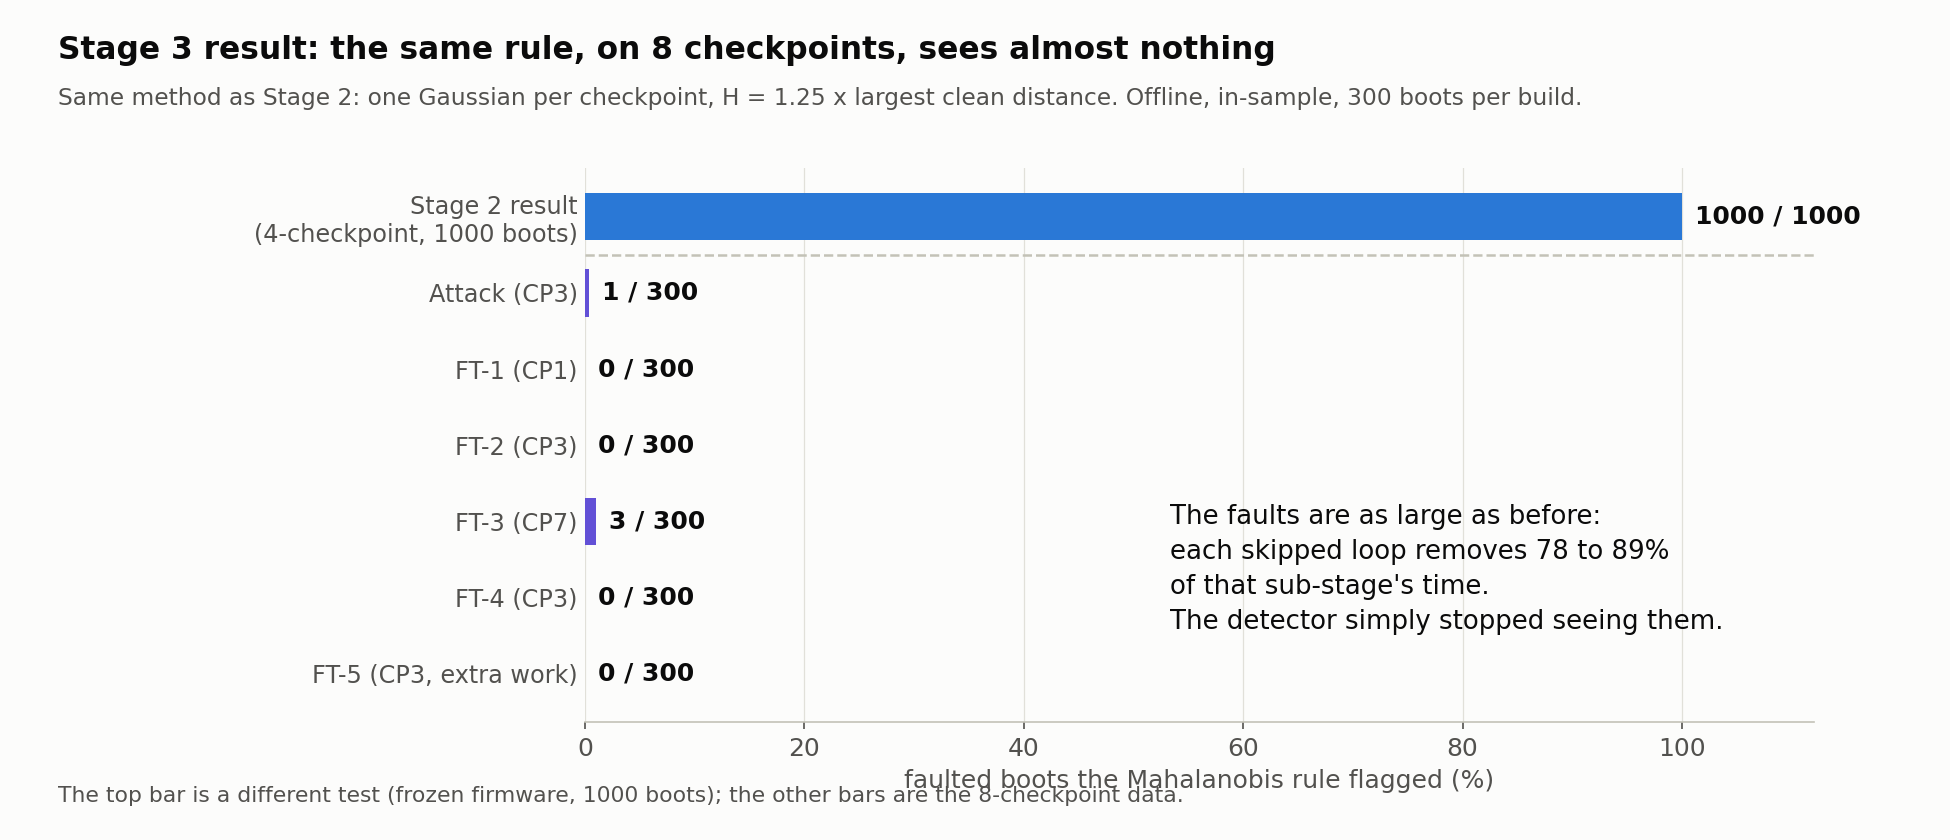 Stage 3 result: the same rule, on 8 checkpoints, sees almost nothing
Same method as Stage 2: one Gaussian per checkpoint, H = 1.25 x largest clean distance. Offline, in-sample, 300 boots per build.
Stage 2 result
(4-checkpoint, 1000 boots)
1000 / 1000
Attack (CP3)
1 / 300
FT-1 (CP1)
0 / 300
FT-2 (CP3)
0 / 300
FT-3 (CP7)
3 / 300
FT-4 (CP3)
0 / 300
FT-5 (CP3, extra work)
0 / 300
The faults are as large as before:
each skipped loop removes 78 to 89%
of that sub-stage's time.
The detector simply stopped seeing them.
0 20 40 60 80 100
faulted boots the Mahalanobis rule flagged (%)
The top bar is a different test (frozen firmware, 1000 boots); the other bars are the 8-checkpoint data.